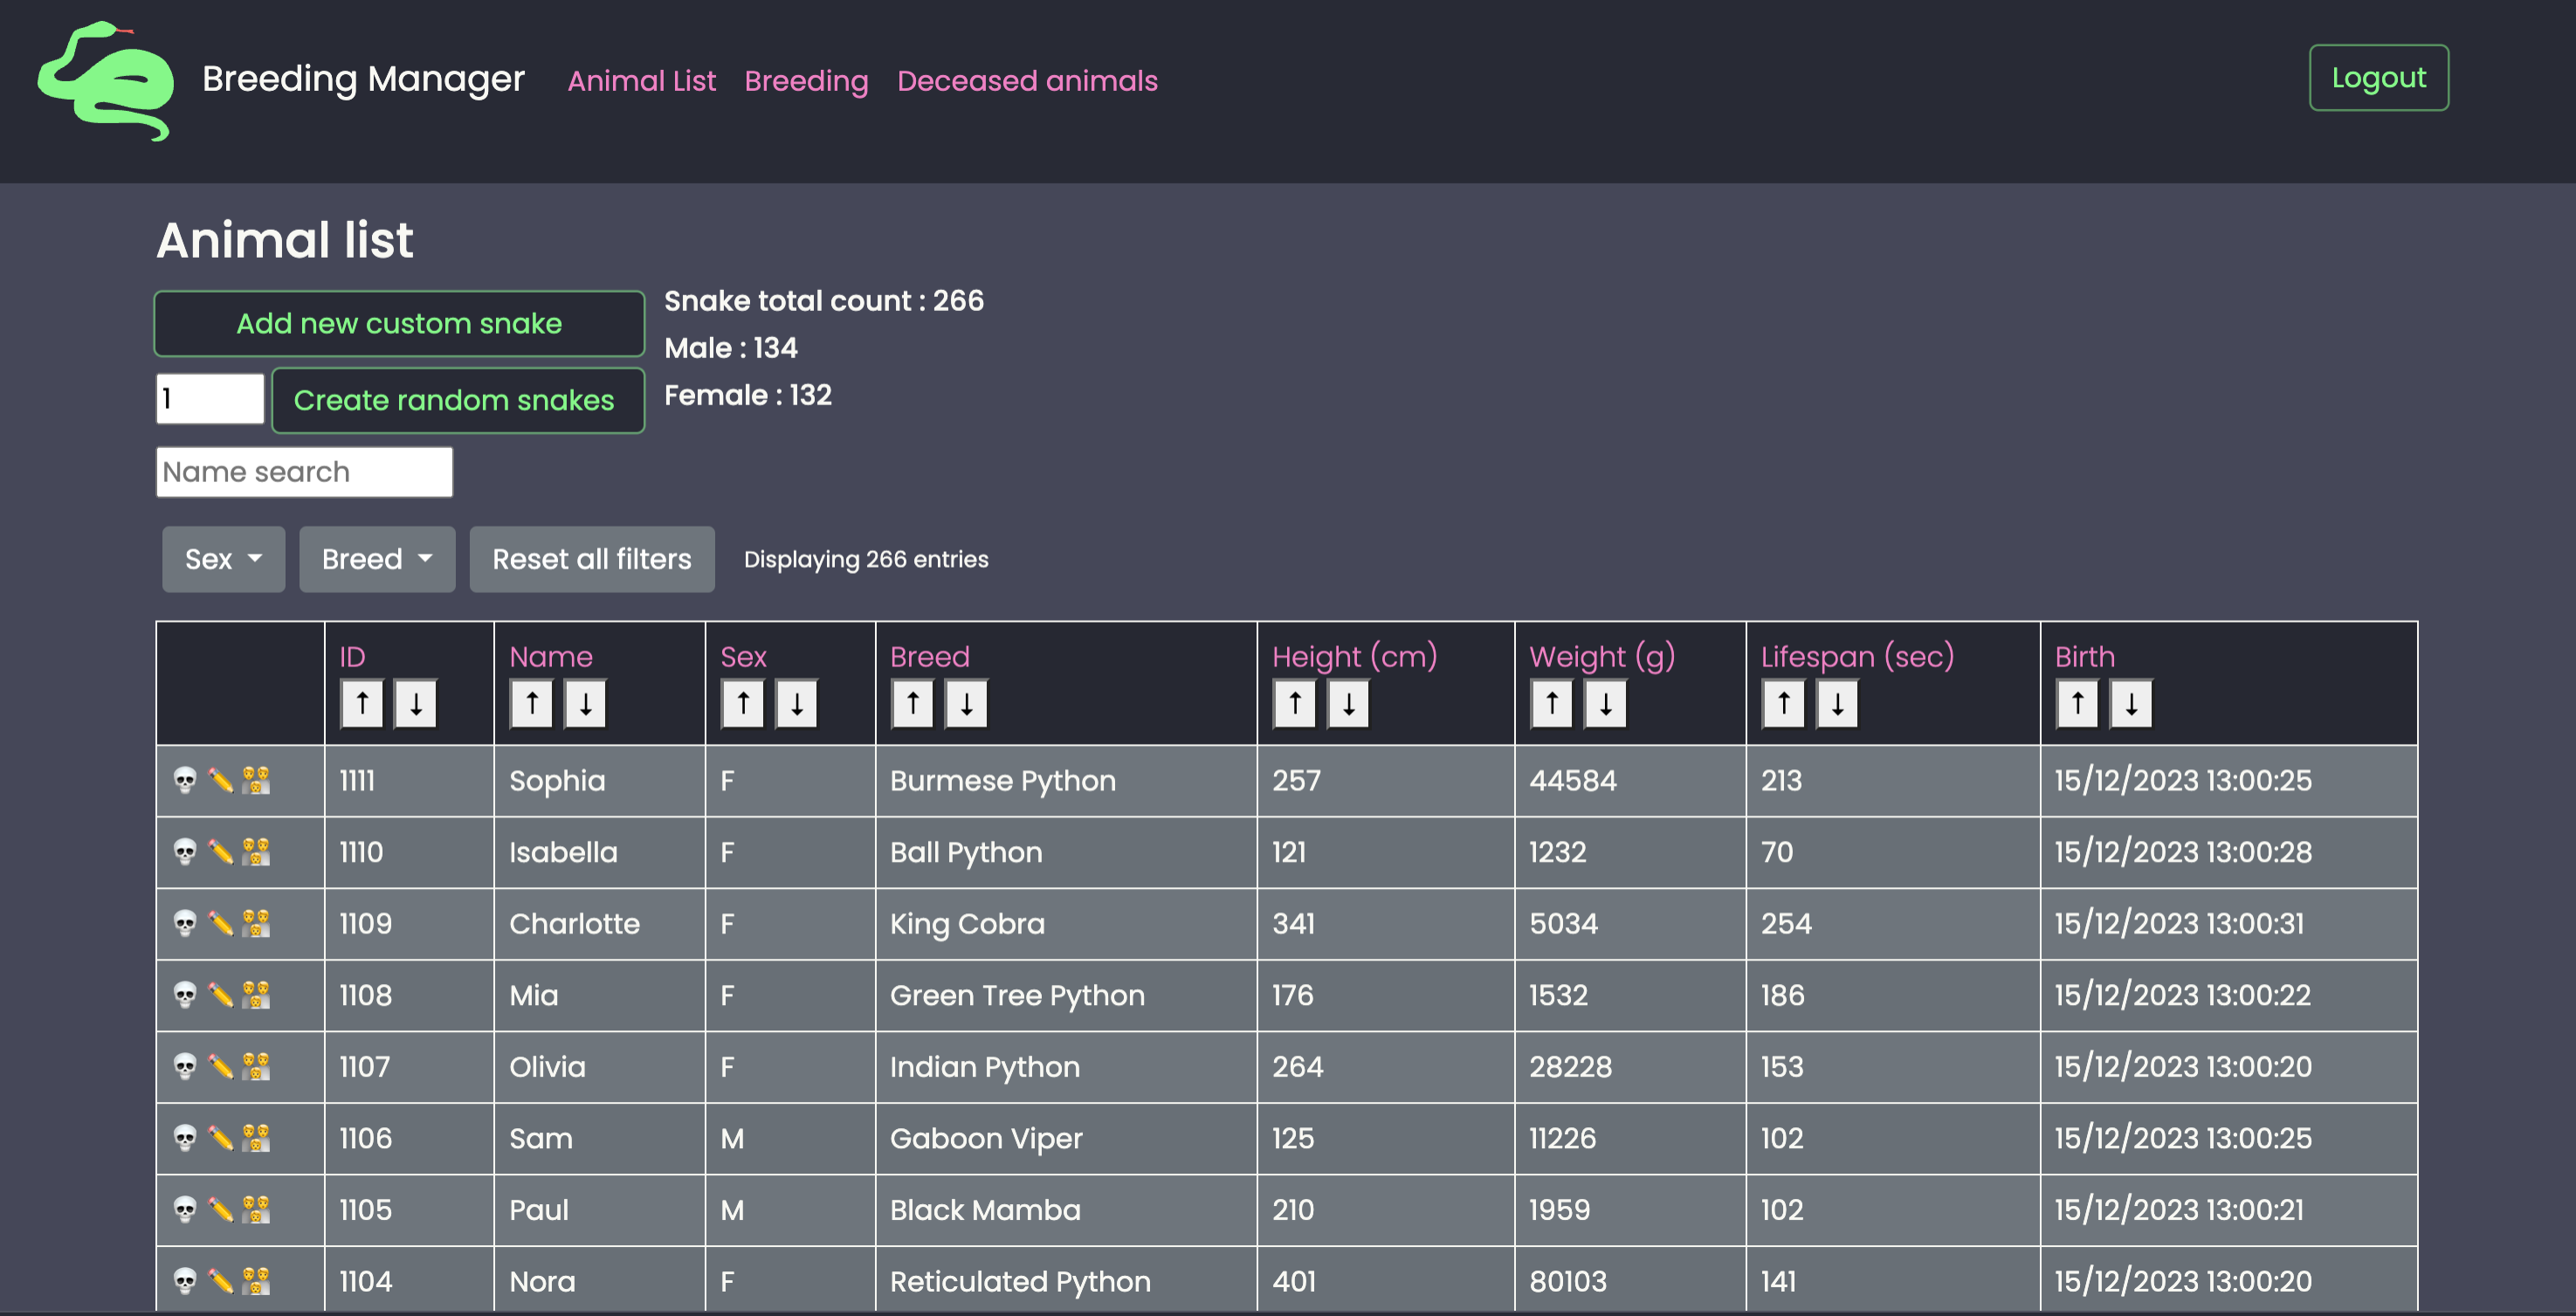 Breeding Manager Animal List Breeding Deceased animals Logout
Animal list
Add new custom snake
Snake total count : 266
Male : 134
1 Create random snakes
Female : 132
Name search
Sex Breed Reset all filters Displaying 266 entries
ID Name Sex Breed Height (cm) Weight (g) Lifespan (sec) Birth
↑ ↓ ↑ ↓ ↑ ↓ ↑ ↓ ↑ ↓ ↑ ↓ ↑ ↓ ↑ ↓
1111 Sophia F Burmese Python 257 44584 213 15/12/2023 13:00:25
1110 Isabella F Ball Python 121 1232 70 15/12/2023 13:00:28
1109 Charlotte F King Cobra 341 5034 254 15/12/2023 13:00:31
1108 Mia F Green Tree Python 176 1532 186 15/12/2023 13:00:22
1107 Olivia F Indian Python 264 28228 153 15/12/2023 13:00:20
1106 Sam M Gaboon Viper 125 11226 102 15/12/2023 13:00:25
1105 Paul M Black Mamba 210 1959 102 15/12/2023 13:00:21
1104 Nora F Reticulated Python 401 80103 141 15/12/2023 13:00:20